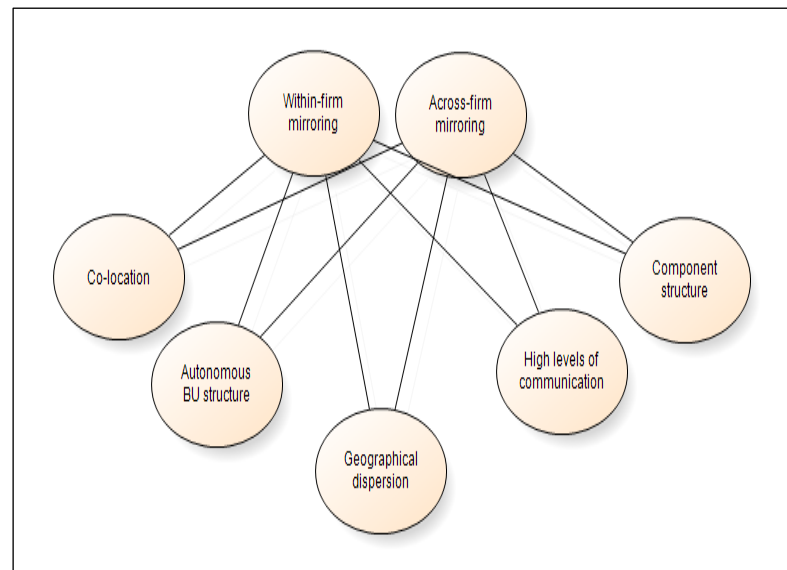 Within-firm
mirroring
Across-firm
mirroring
Co-location
Component
structure
Autonomous
BU structure
High levels of
communication
Geographical
dispersion